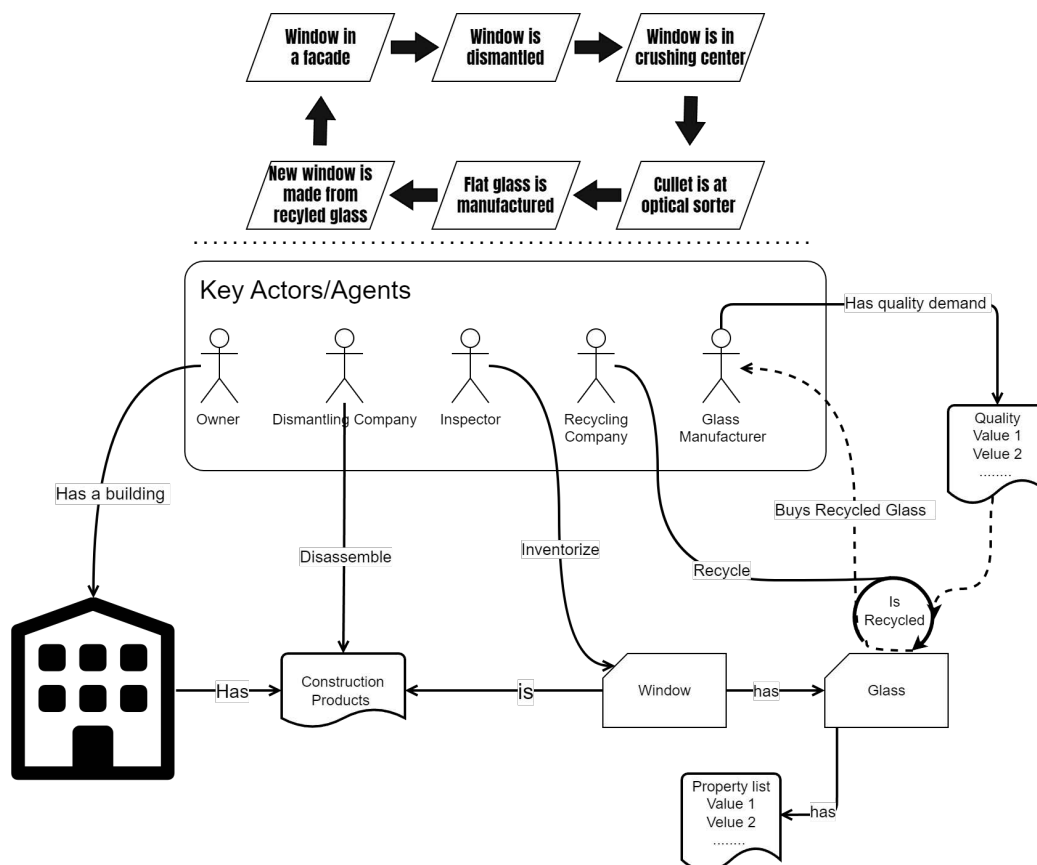 Window in
a facade
Window is
dismantled
Window is in
crushing center
New window is
made from
recyled glass
Flat glass is
manufactured
Cullet is at
optical sorter
Key Actors/Agents
Has quality demand
Owner
Dismantling Company
Inspector
Recycling
Company
Glass
Manufacturer
Quality
Value 1
Velue 2
........
Has a building
Buys Recycled Glass
Disassemble
Inventorize
Recycle
Is
Recycled
Construction
Products
Has
is
Window
has
Glass
Property list
Value 1
Velue 2
........
has